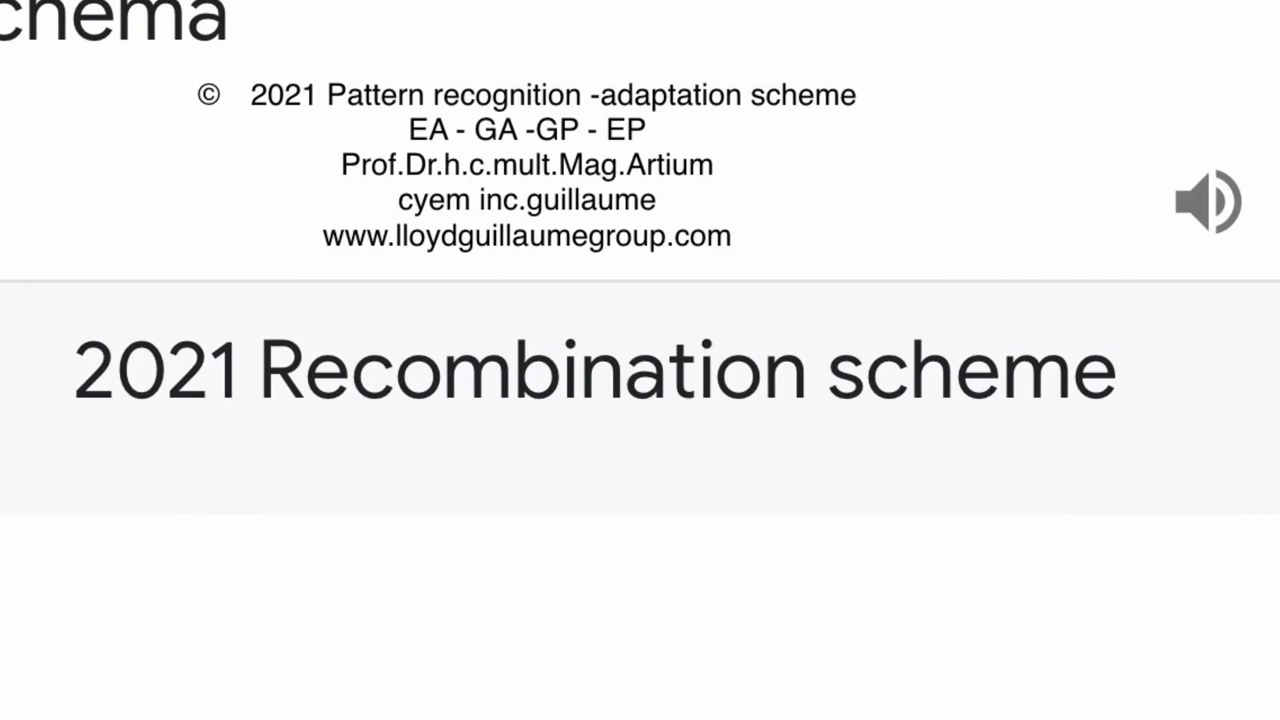 chema
© 2021 Pattern recognition -adaptation scheme
EA - GA -GP - EP
Prof.Dr.h.c.mult.Mag.Artium
cyem inc.guillaume
www.lloydguillaumegroup.com
2021 Recombination scheme